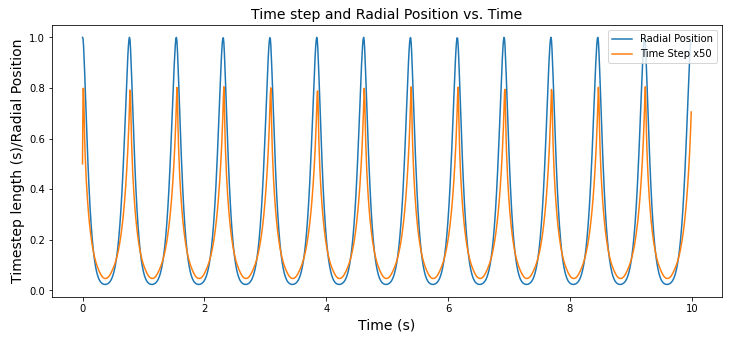 Time step and Radial Position vs. Time
Radial Position
Time Step x50
Timestep length (s)/Radial Position
1.0
0.8
0.6
0.4
0.2
0.0
0
2
4
6
8
10
Time (s)